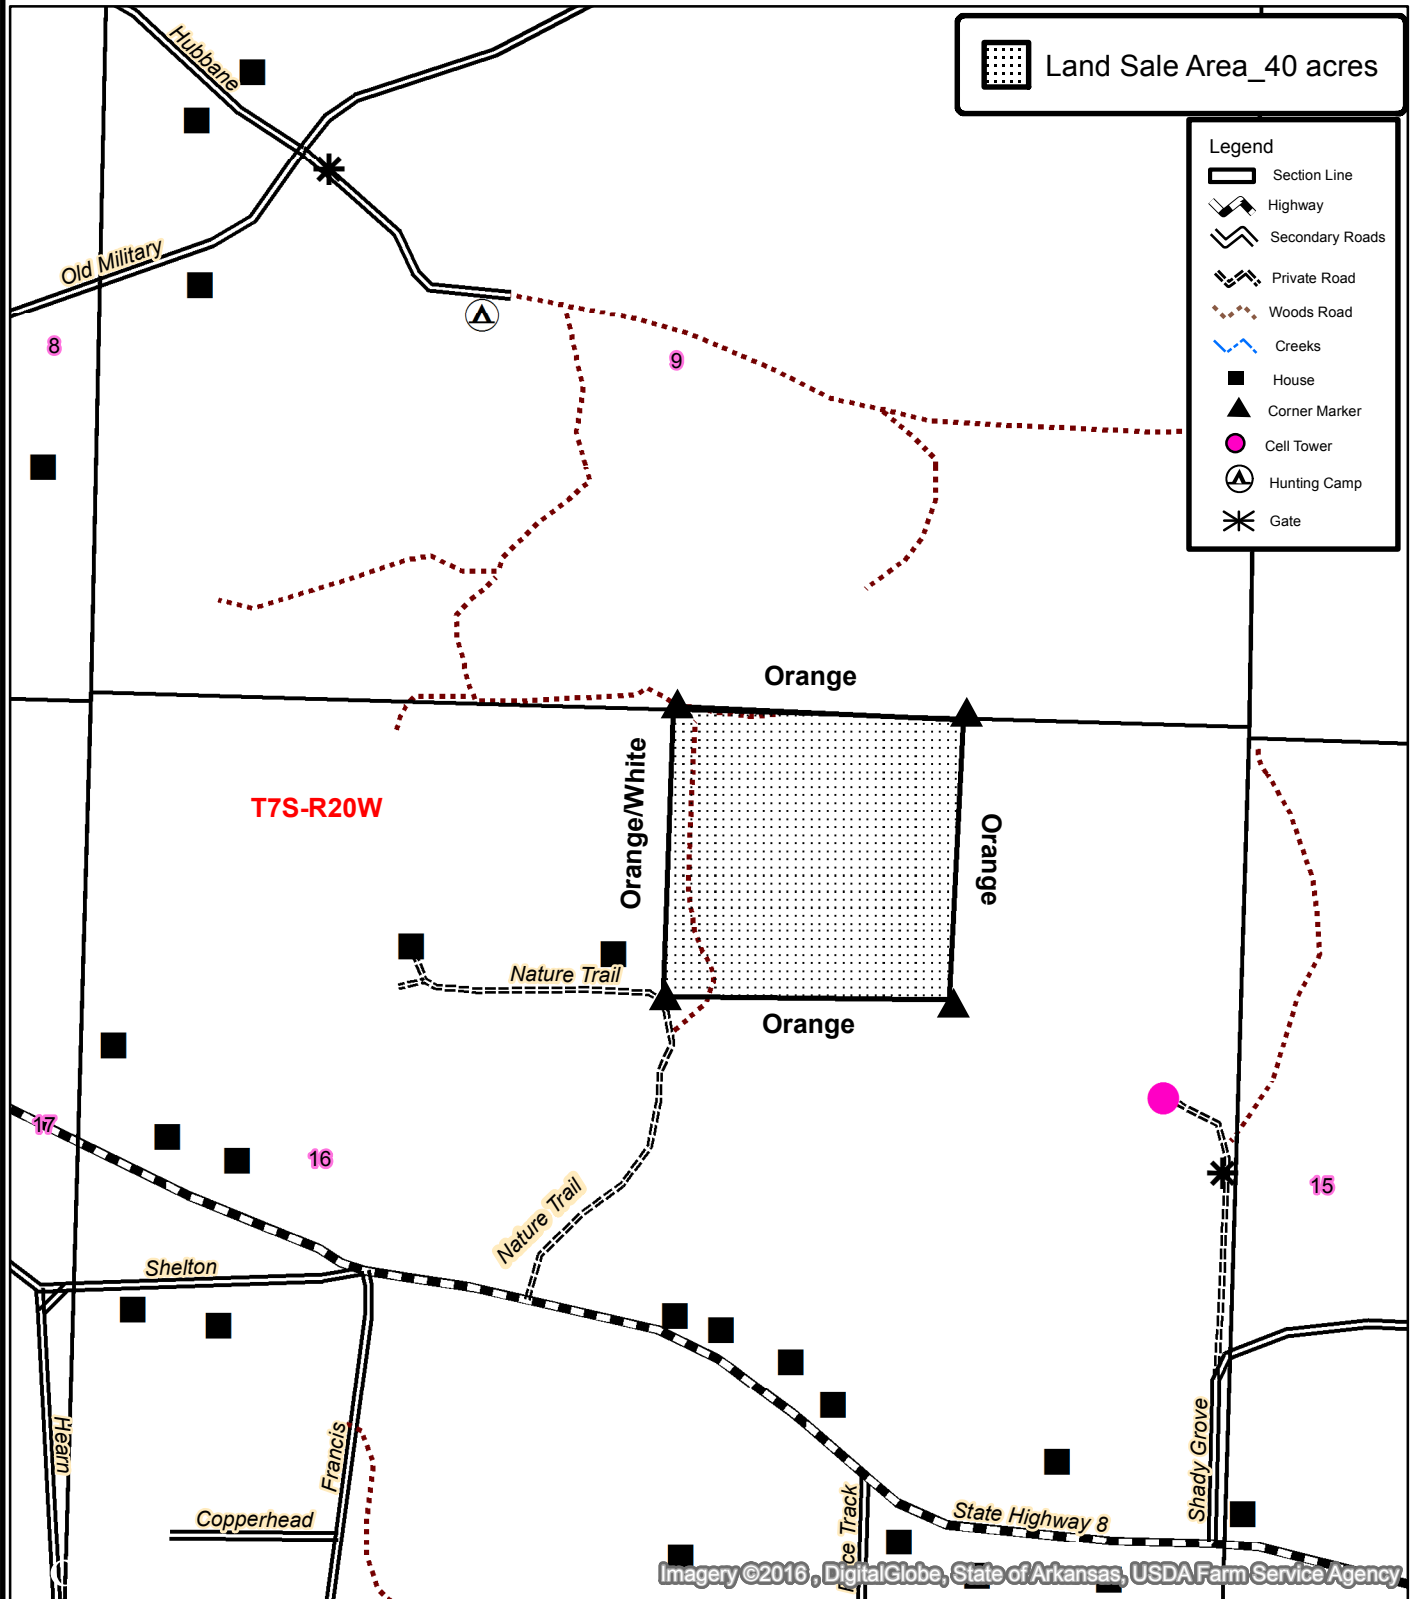 Land Sale Area_40 acres
Legend
Section Line
Highway
Secondary Roads
Private Road
Woods Road
Creeks
House
Corner Marker
Cell Tower
Hunting Camp
Gate
Hubbane
Old Military
8
9
Orange
Orange/White
T7S-R20W
Orange
Nature Trail
Orange
17
16
15
Nature Trail
Shelton
Hearn
Francis
Shady Grove
Copperhead
Track
State Highway 8
Imagery ©2016 , DigitalGlobe, State of Arkansas, USDA Farm Service Agency